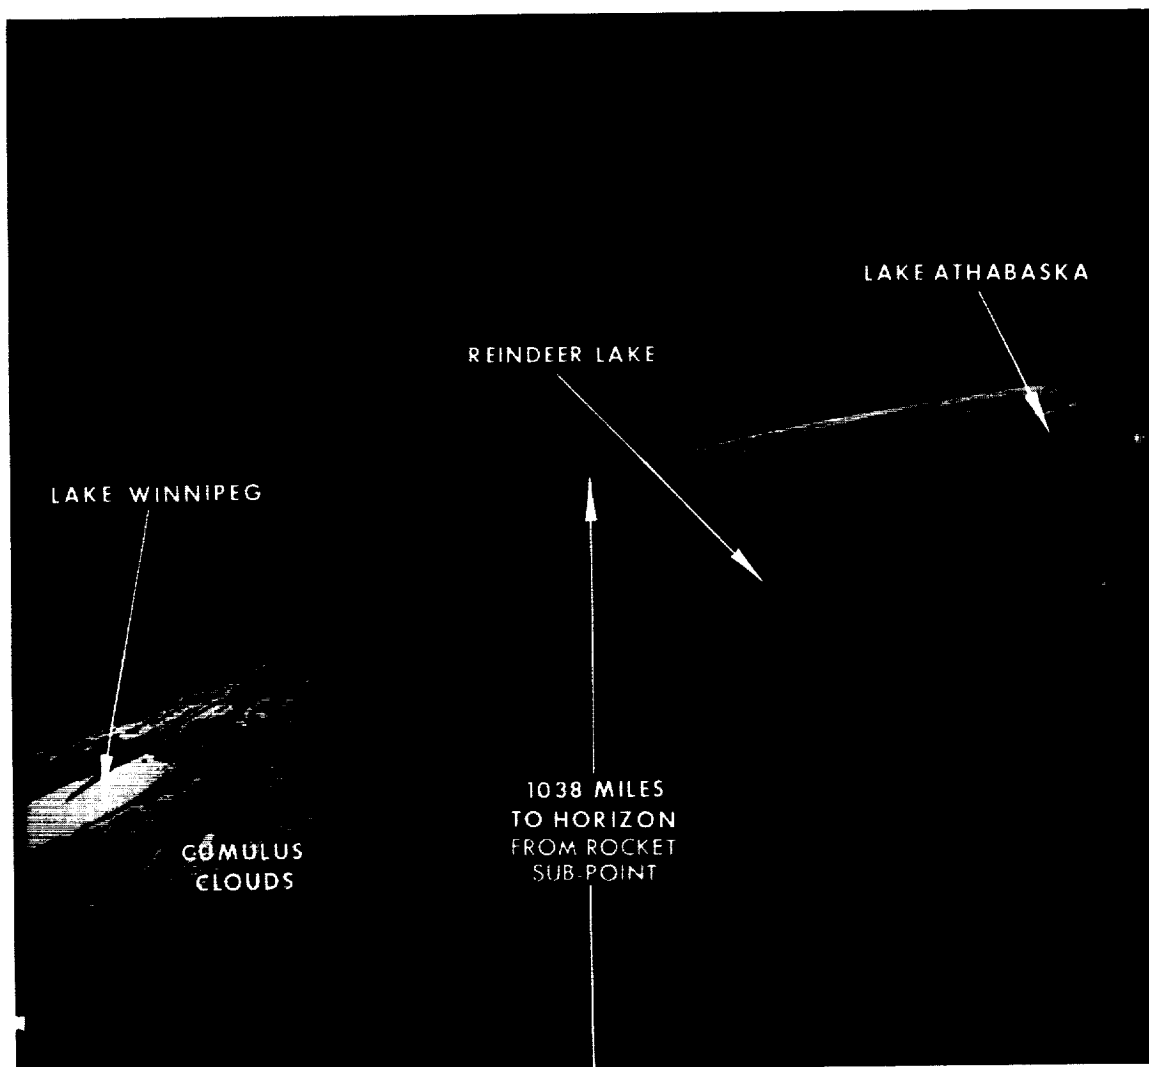 LAKE ATHABASKA
REINDEER LAKE
LAKE WINNIPEG
1038 MILES
TO HORIZON
FROM ROCKET
SUB-POINT
CUMULUS
CLOUDS